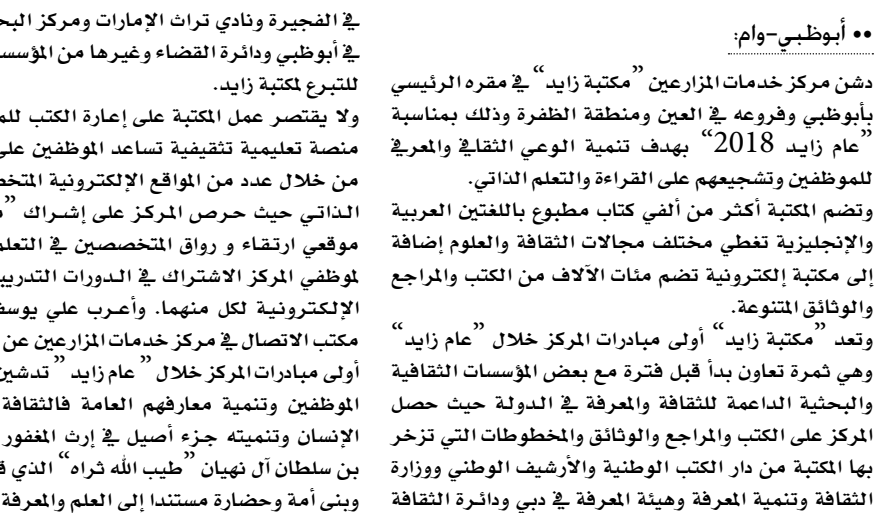 •• أبوظبي-وام:
دشن مركز خدمات المزارعين ”مكتبة زايد“ في مقره الرئيسي
بأبوظبي وفروعه في العين ومنطقة الظفرة وذلك بمناسبة
”عام زايد 2018“ بهدف تنمية الوعي الثقافي والمعرفي
للموظفين وتشجيعهم على القراءة والتعلم الذاتي.
وتضم المكتبة أكثر من ألفي كتاب مطبوع باللغتين العربية
والإنجليزية تغطي مختلف مجالات الثقافة والعلوم إضافة
إلى مكتبة إلكترونية تضم مئات الآلاف من الكتب والمراجع
والوثائق المتنوعة.
وتعد ”مكتبة زايد“ أولى مبادرات المركز خلال ”عام زايد“
وهي ثمرة تعاون بدأ قبل فترة مع بعض المؤسسات الثقافية
والبحثية الداعمة للثقافة والمعرفة في الدولة حيث حصل
المركز على الكتب والمراجع والوثائق والمخطوطات التي تزخر
بها المكتبة من دار الكتب الوطنية والأرشيف الوطني ووزارة
الثقافة وتنمية المعرفة وهيئة المعرفة في دبي ودائرة الثقافة
في الفجيرة ونادي تراث الإمارات ومركز
في أبوظبي ودائرة القضاء وغيرها من
للتبرع لمكتبة زايد.
ولا يقتصر عمل المكتبة على إعارة الكتب
منصة تعليمية تثقيفية تساعد الموظفين
من خلال عدد من المواقع الإلكترونية
الذاتي حيث حرص المركز على إشراك
موقعي ارتقاء و رواق المتخصصين في
لموظفي المركز الاشتراك في الدورات
الإلكترونية لكل منهما. وأعرب علي
مكتب الاتصال في مركز خدمات المزارعين عن
أولى مبادرات المركز خلال ” عام زايد “ تدشين
الموظفين وتنمية معارفهم العامة فالثقافة
الإنسان وتنميته جزء أصيل في إرث المغفور
بن سلطان آل نهيان ”طيب الله ثراه“ الذي
وبنى أمة وحضارة مستندا إلى العلم والمعرفة